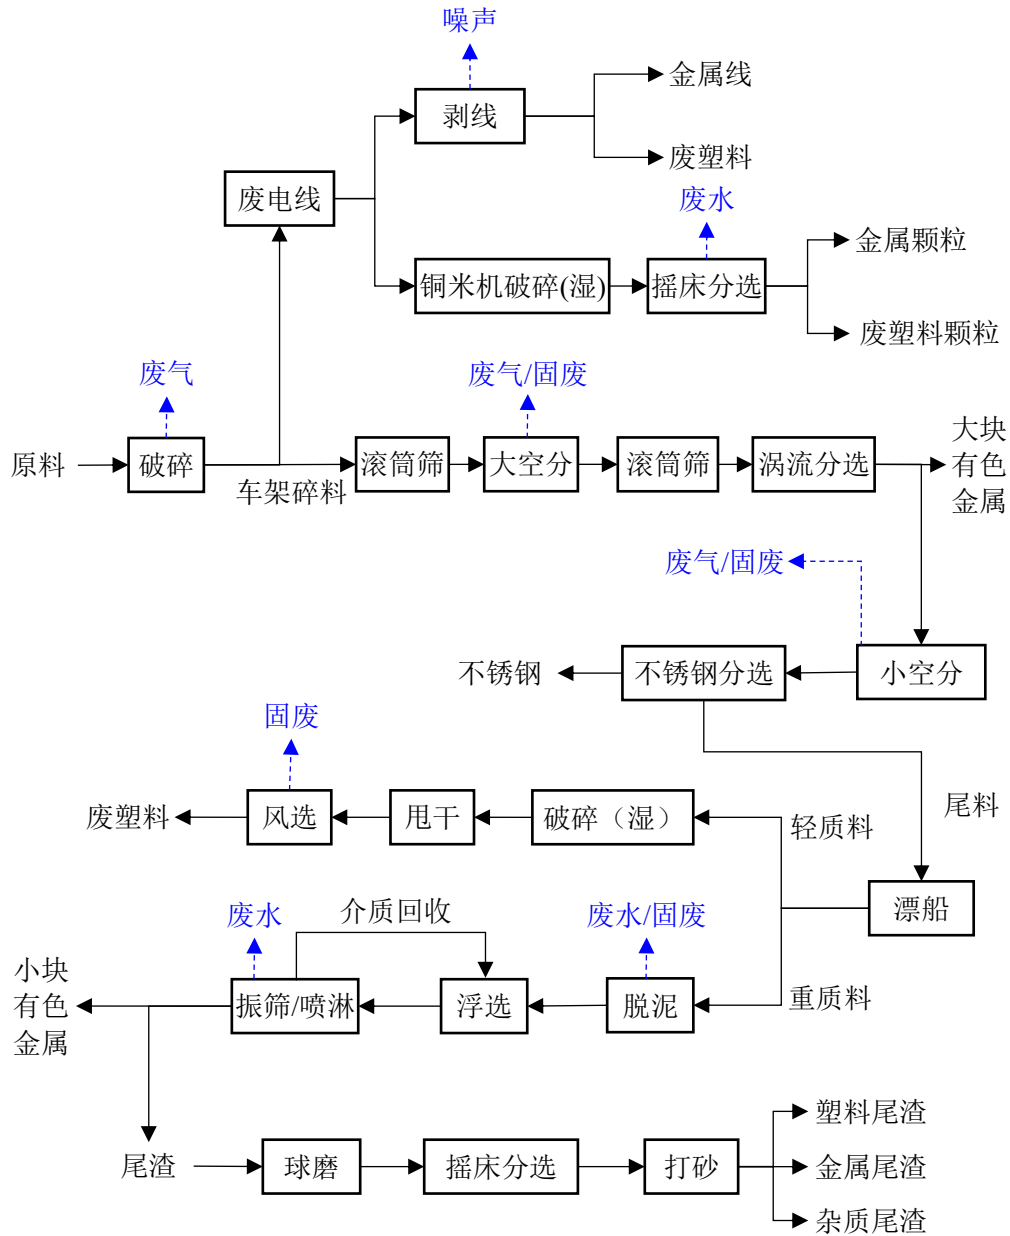 噪声
金属线
剥线
废塑料
废电线
废水
金属颗粒
铜米机破碎(湿)
摇床分选
废塑料颗粒
废气
废气/固废
原料
破碎
车架碎料
滚筒筛
大空分
滚筒筛
涡流分选
大块
有色
金属
废气/固废
不锈钢
不锈钢分选
小空分
固废
尾料
废塑料
风选
甩干
破碎（湿）
轻质料
漂船
废水
介质回收
废水/固废
小块
有色
金属
振筛/喷淋
浮选
脱泥
重质料
尾渣
球磨
摇床分选
打砂
塑料尾渣
金属尾渣
杂质尾渣